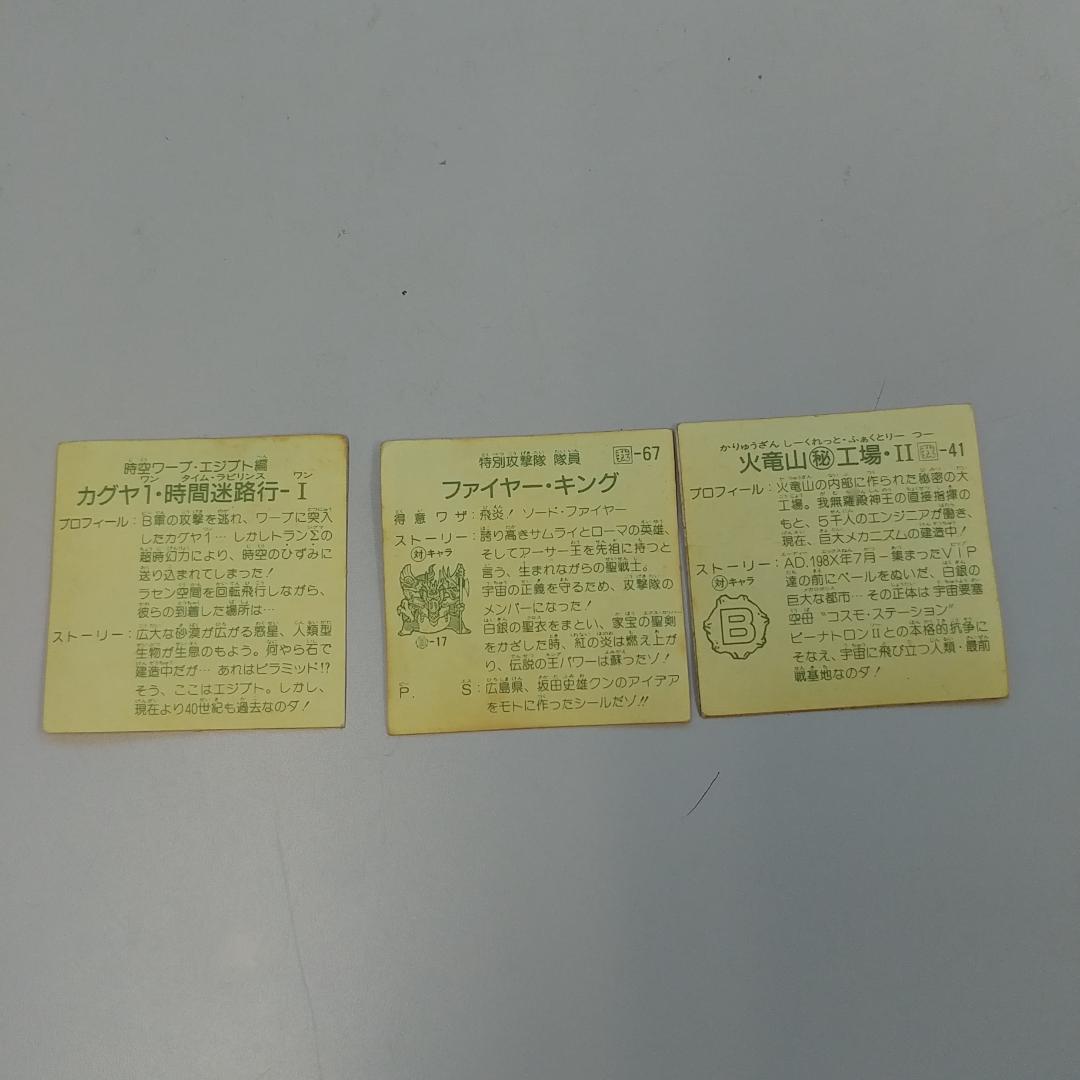 時空ワープ・エジプト編
ワン タイム・ラビリンス ワン
カグヤ1・時間迷路行-I
プロフィール：B軍の攻撃を逃れ、ワープに突入
したカグヤ1…しかしトランΣの
超時幻力により、時空のひずみに
送り込まれてしまった！
ラセン空間を回転飛行しながら、
彼らの到着した場所は…
ストーリー：広大な砂漠が広がる惑星、人類型
生物が生息のもよう。何やら石で
建造中だが…あれはピラミッド!?
そう、ここはエジプト。しかし、
現在より40世紀も過去なのダ！
特別攻撃隊 隊員
-67
ファイヤー・キング
得意ワザ：飛炎！ソード・ファイヤー
ストーリー：誇り高きサムライとローマの英雄、
対キャラ
そしてアーサー王を先祖に持つと
言う、生まれながらの聖戦士。
宇宙の正義を守るため、攻撃隊の
メンバーになった！
白銀の聖衣をまとい、家宝の聖剣
-17
をかざした時、紅の炎は燃え上が
り、伝説の王パワーは蘇ったゾ！
P. S：広島県、坂田史雄クンのアイデア
をモトに作ったシールだゾ!!
かりゅうざん しーくれっと・ふぁくとりー つー
火竜山㊙工場・II
-41
プロフィール：火竜山の内部に作られた秘密の大
工場。我無羅殿神王の直接指揮の
もと、5千人のエンジニアが働き、
現在、巨大メカニズムの建造中！
ストーリー：A.D.198X年7月－集まったVIP
対キャラ
達の前にベールをぬいだ、白銀の
巨大な都市…その正体は宇宙要塞
空母“コスモ・ステーション”
B
ビーナトロンIIとの本格的抗争に
そなえ、宇宙に飛び立つ人類・最前
戦基地なのダ！